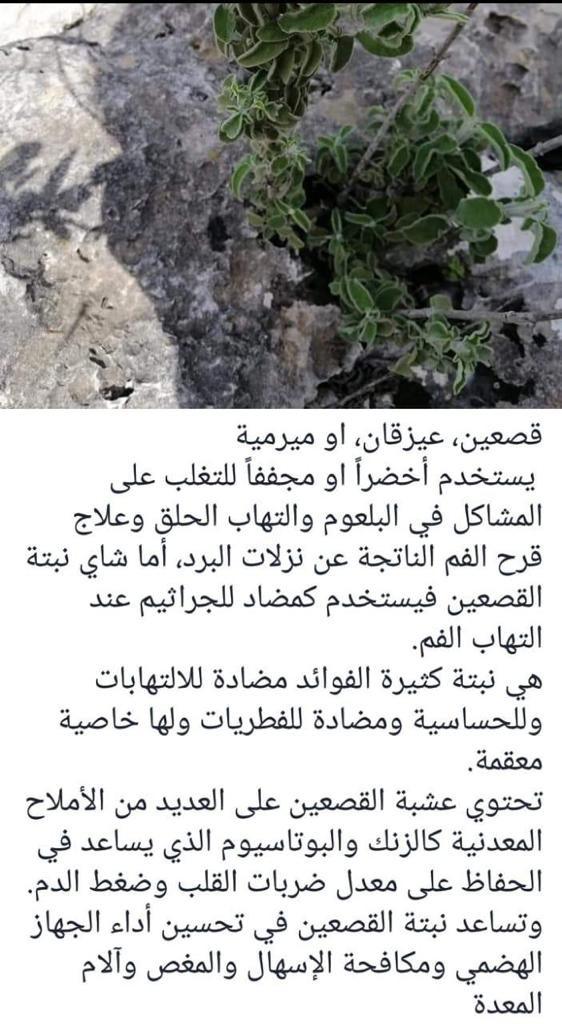 قصعين، عيزقان، او ميرمية
يستخدم أخضراً او مجففاً للتغلب على
المشاكل في البلعوم والتهاب الحلق وعلاج
قرح الفم الناتجة عن نزلات البرد، أما شاي نبتة
القصعين فيستخدم كمضاد للجراثيم عند
التهاب الفم.
هي نبتة كثيرة الفوائد مضادة للالتهابات
وللحساسية ومضادة للفطريات ولها خاصية
معقمة.
تحتوي عشبة القصعين على العديد من الأملاح
المعدنية كالزنك والبوتاسيوم الذي يساعد في
الحفاظ على معدل ضربات القلب وضغط الدم.
وتساعد نبتة القصعين في تحسين أداء الجهاز
الهضمي ومكافحة الإسهال والمغص وآلام
المعدة